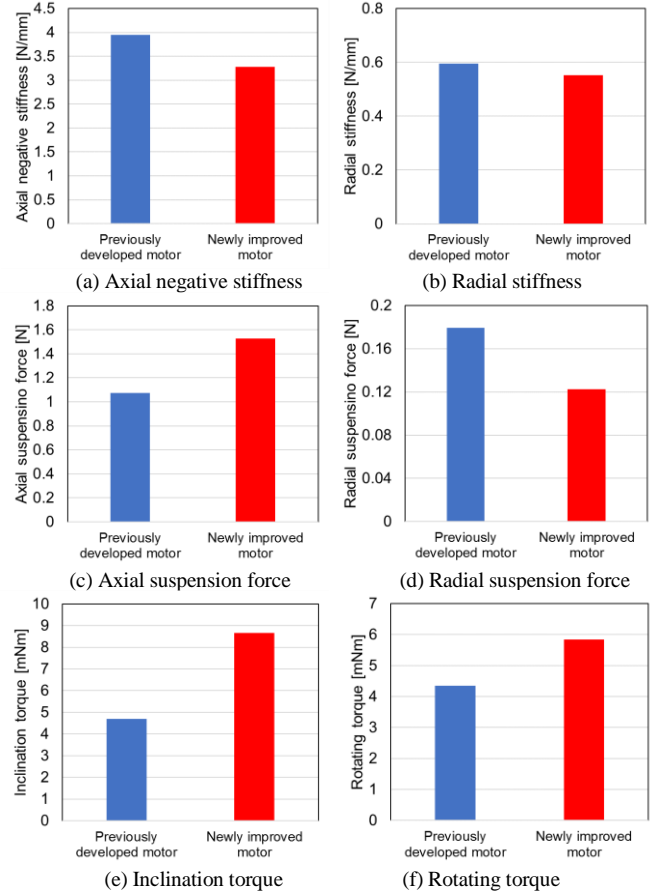 Axial negative stiffness [N/mm]
4.5
4
3.5
3
2.5
2
1.5
1
0.5
0
Previously developed motor
Newly improved motor
(a) Axial negative stiffness
Radial stiffness [N/mm]
0.8
0.6
0.4
0.2
0
Previously developed motor
Newly improved motor
(b) Radial stiffness
Axial suspensino force [N]
1.8
1.6
1.4
1.2
1
0.8
0.6
0.4
0.2
0
Previously
developed motor
Newly improved
motor
(c) Axial suspension force
Radial suspensino force [N]
0.2
0.16
0.12
0.08
0.04
0
Previously
developed motor
Newly improved
motor
(d) Radial suspension force
Inclination torque [mNm]
10
9
8
7
6
5
4
3
2
1
0
Previously
developed motor
Newly improved
motor
(e) Inclination torque
Rotating torque [mNm]
7
6
5
4
3
2
1
0
Previously
developed motor
Newly improved
motor
(f) Rotating torque